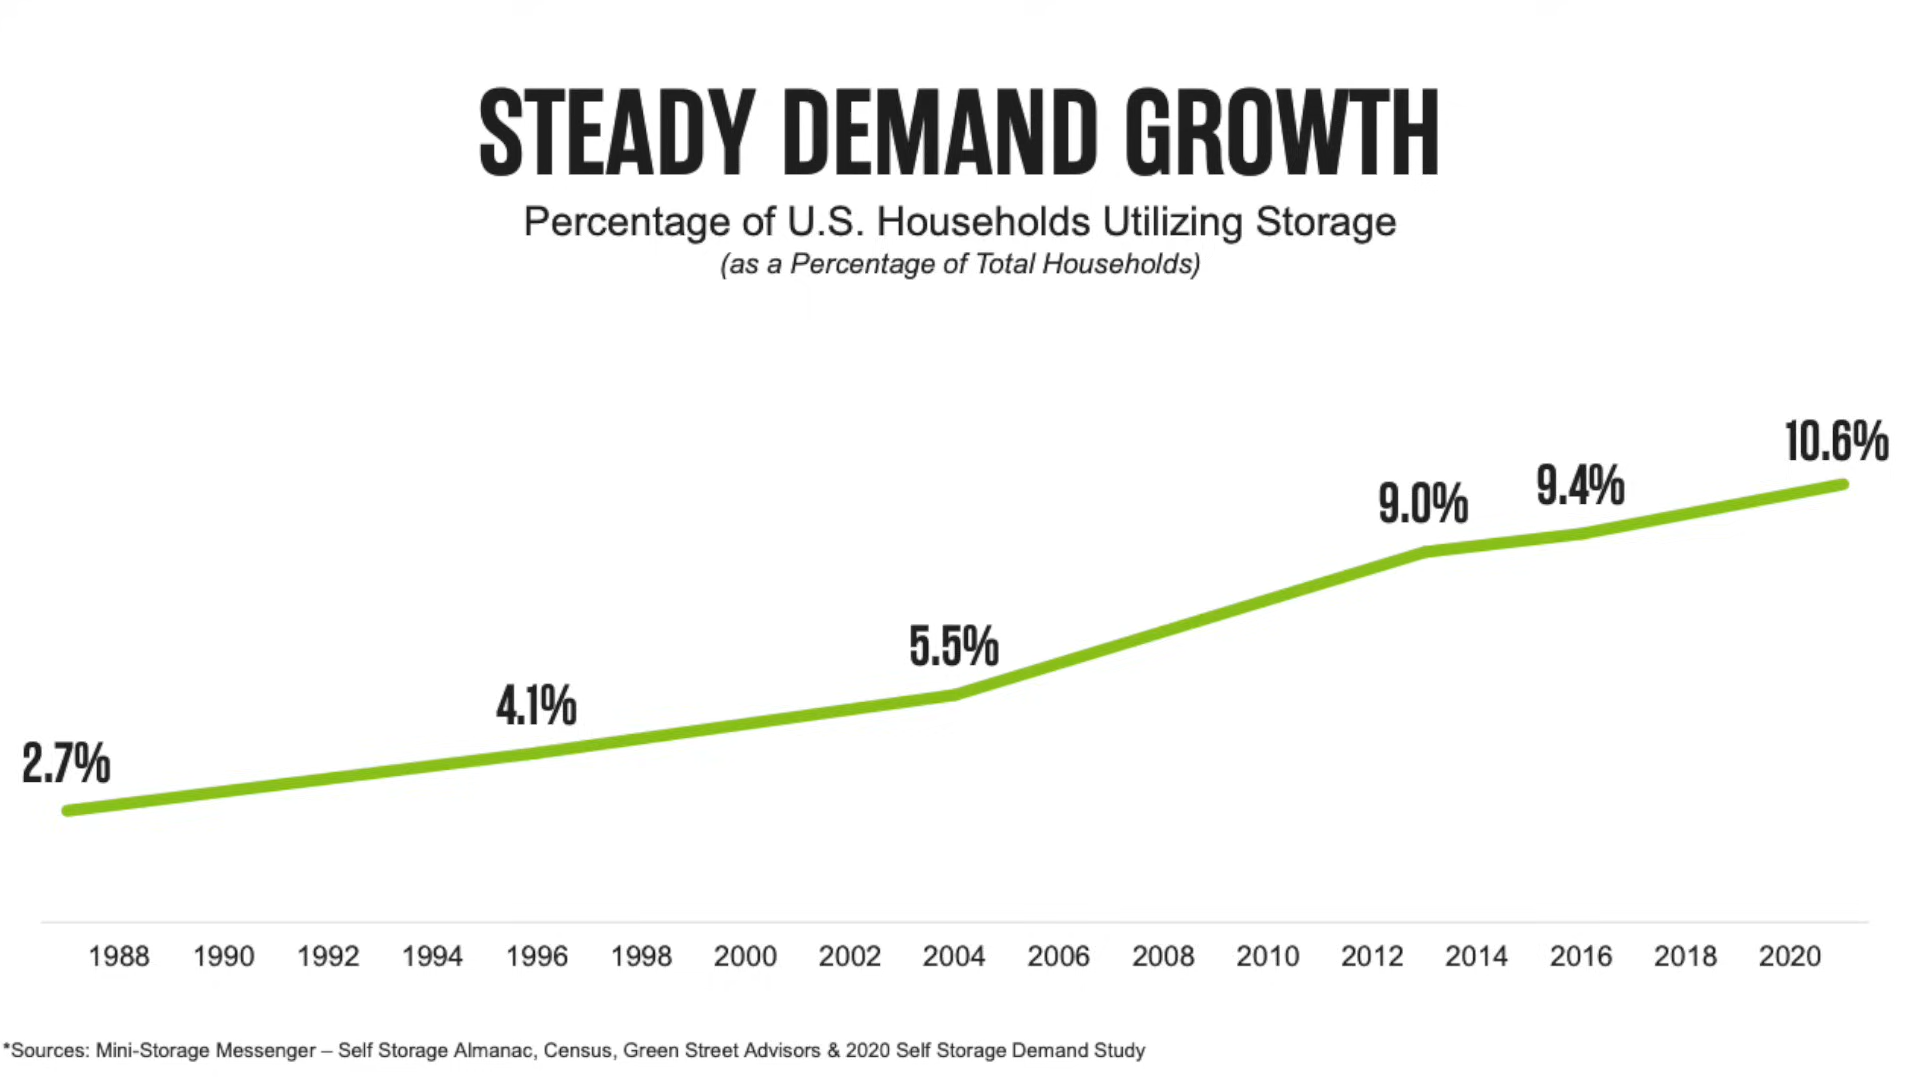 STEADY DEMAND GROWTH
Percentage of U.S. Households Utilizing Storage
(as a Percentage of Total Households)
10.6%
9.4%
9.0%
5.5%
4.1%
2.7%
1988 1990 1992 1994 1996 1998 2000 2002 2004 2006 2008 2010 2012 2014 2016 2018 2020
*Sources: Mini-Storage Messenger – Self Storage Almanac, Census, Green Street Advisors & 2020 Self Storage Demand Study